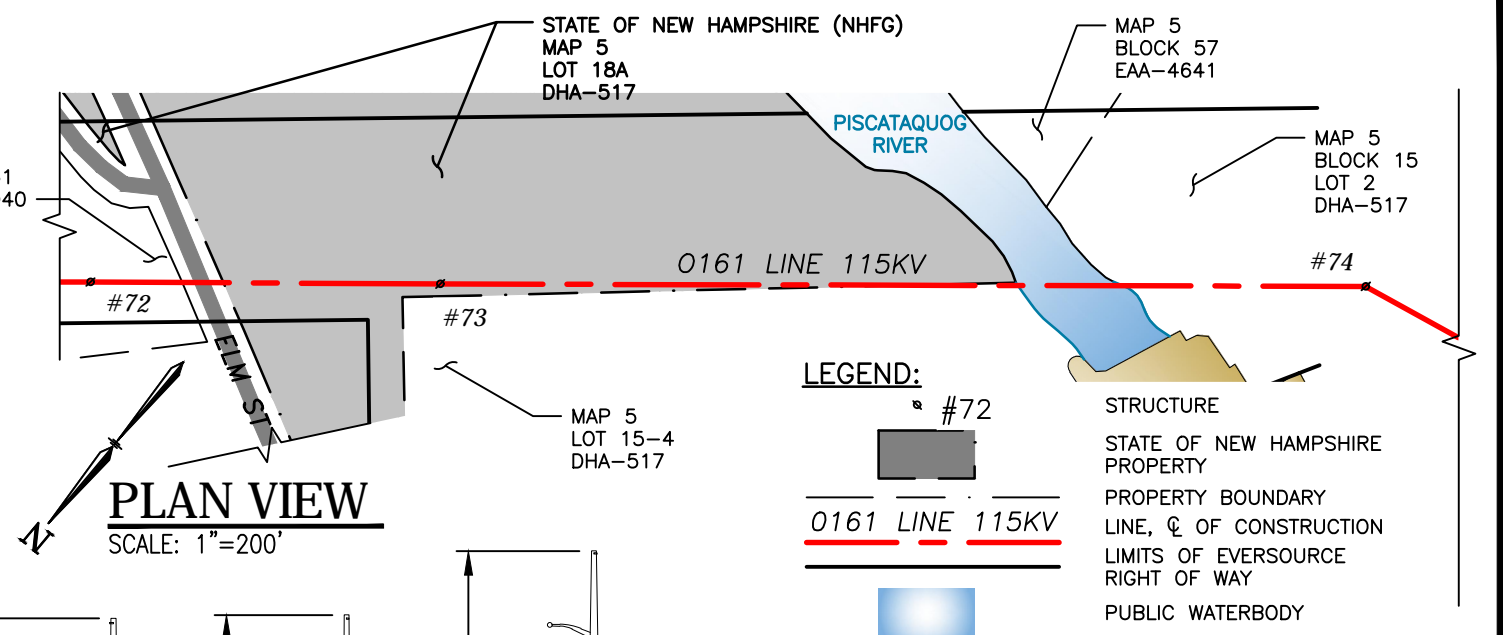 STATE OF NEW HAMPSHIRE (NHFG)
MAP 5
LOT 18A
DHA-517
MAP 5
BLOCK 57
EAA-4641
PISCATAQUOG
RIVER
MAP 5
BLOCK 15
LOT 2
DHA-517
1
40
0161 LINE 115KV
#72
#73
#74
ELM ST
MAP 5
LOT 15-4
DHA-517
N
PLAN VIEW
SCALE: 1"=200'
LEGEND:
#72
STRUCTURE
STATE OF NEW HAMPSHIRE
PROPERTY
PROPERTY BOUNDARY
0161 LINE 115KV
LINE, ℄ OF CONSTRUCTION
LIMITS OF EVERSOURCE
RIGHT OF WAY
PUBLIC WATERBODY